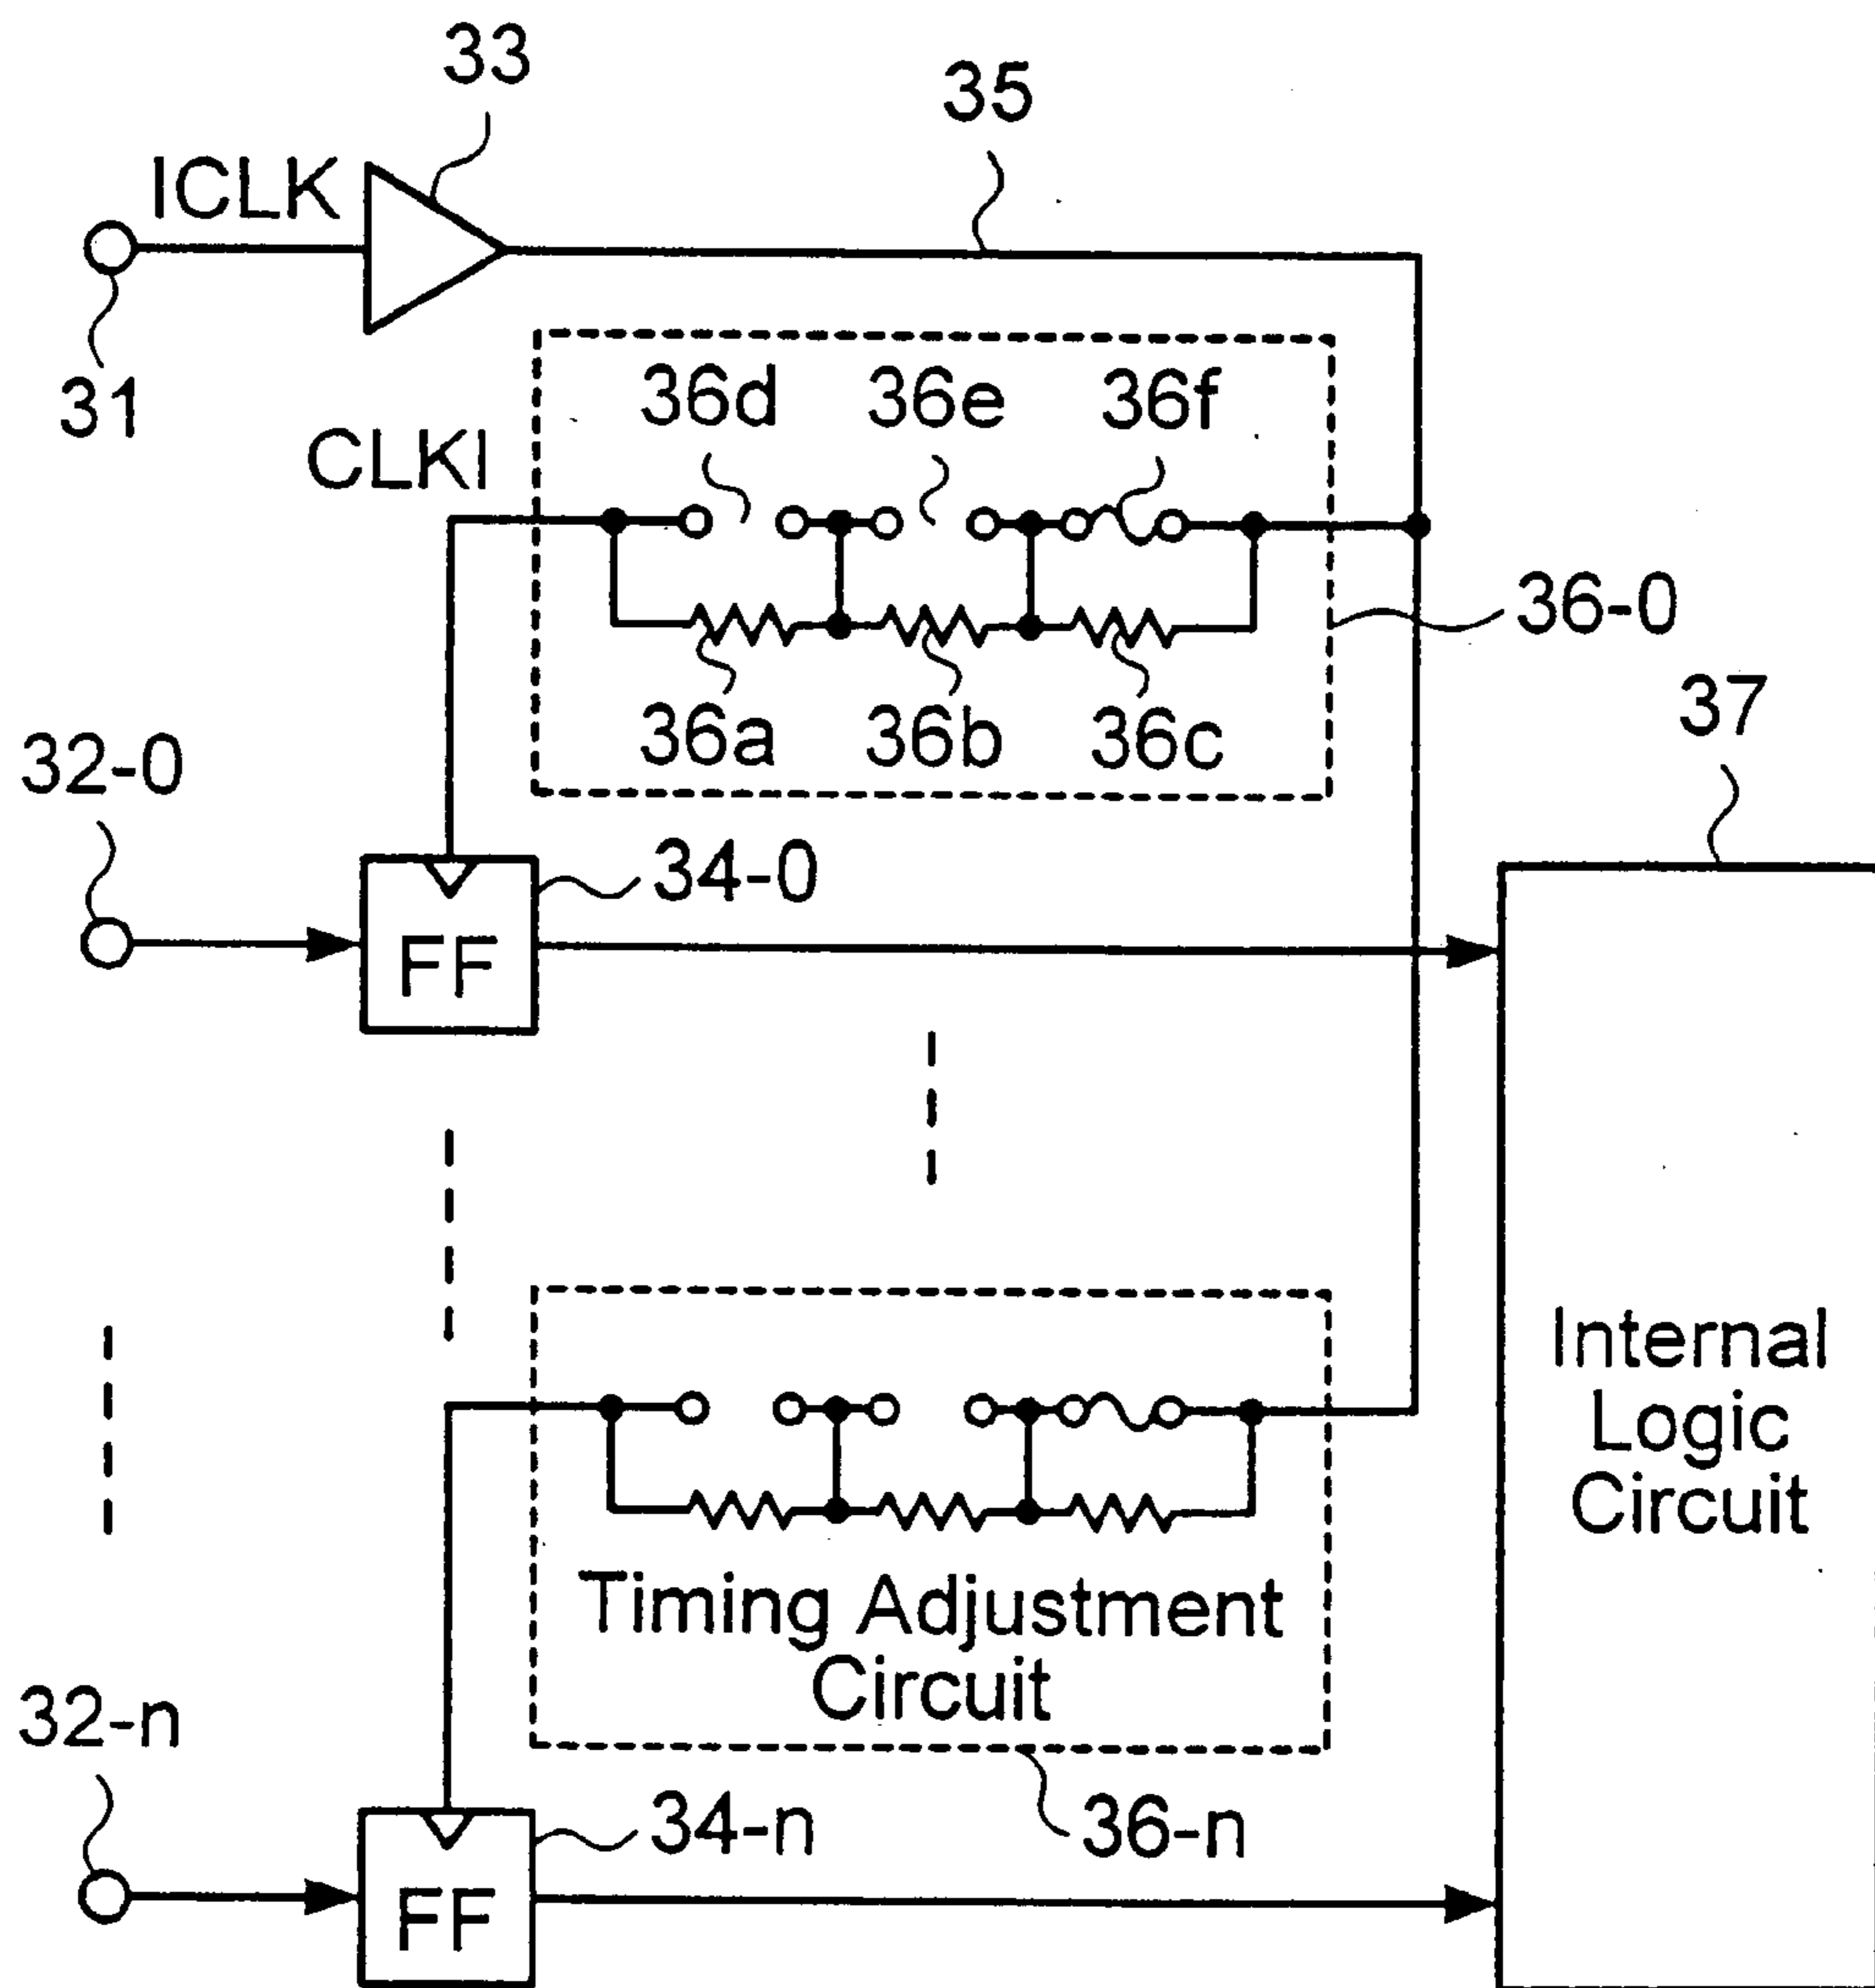 33
35
ICLK
31
36d 36e 36f
CLKI
36-0
36a 36b 36c
37
32-0
34-0
FF
Internal
Logic
Circuit
Timing Adjustment
Circuit
32-n
34-n 36-n
FF